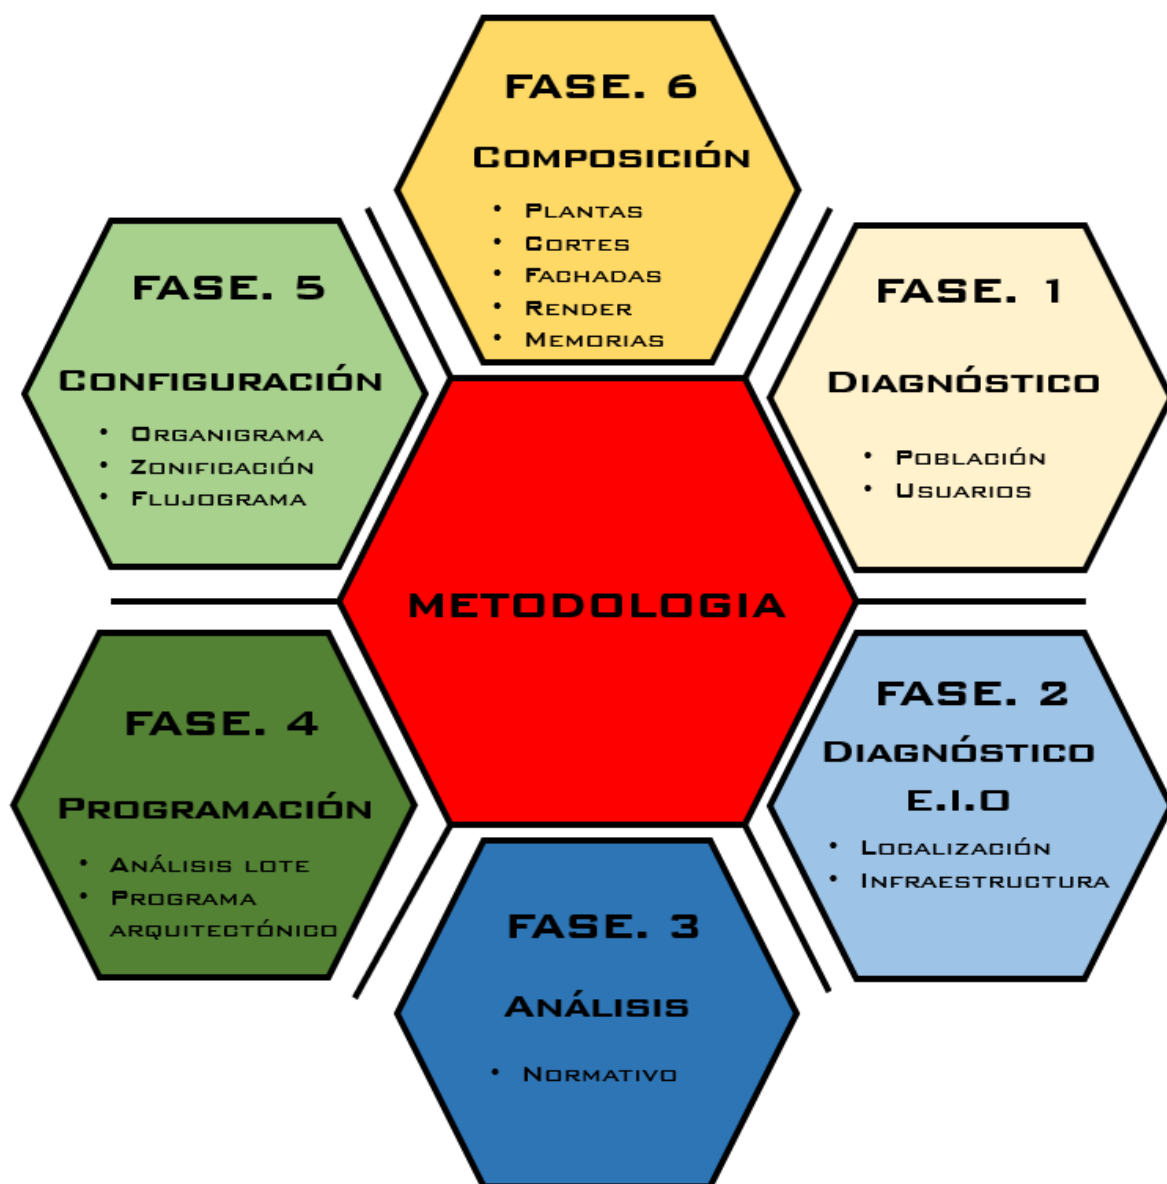 FASE. 6
COMPOSICIÓN
• PLANTAS
• CORTES
• FACHADAS
• RENDER
• MEMORIAS
FASE. 1
DIAGNÓSTICO
• POBLACIÓN
• USUARIOS
FASE. 2
DIAGNÓSTICO
E.I.O
• LOCALIZACIÓN
• INFRAESTRUCTURA
FASE. 3
ANÁLISIS
• NORMATIVO
FASE. 4
PROGRAMACIÓN
• ANÁLISIS LOTE
• PROGRAMA
ARQUITECTÓNICO
FASE. 5
CONFIGURACIÓN
• ORGANIGRAMA
• ZONIFICACIÓN
• FLUJOGRAMA
METODOLOGIA